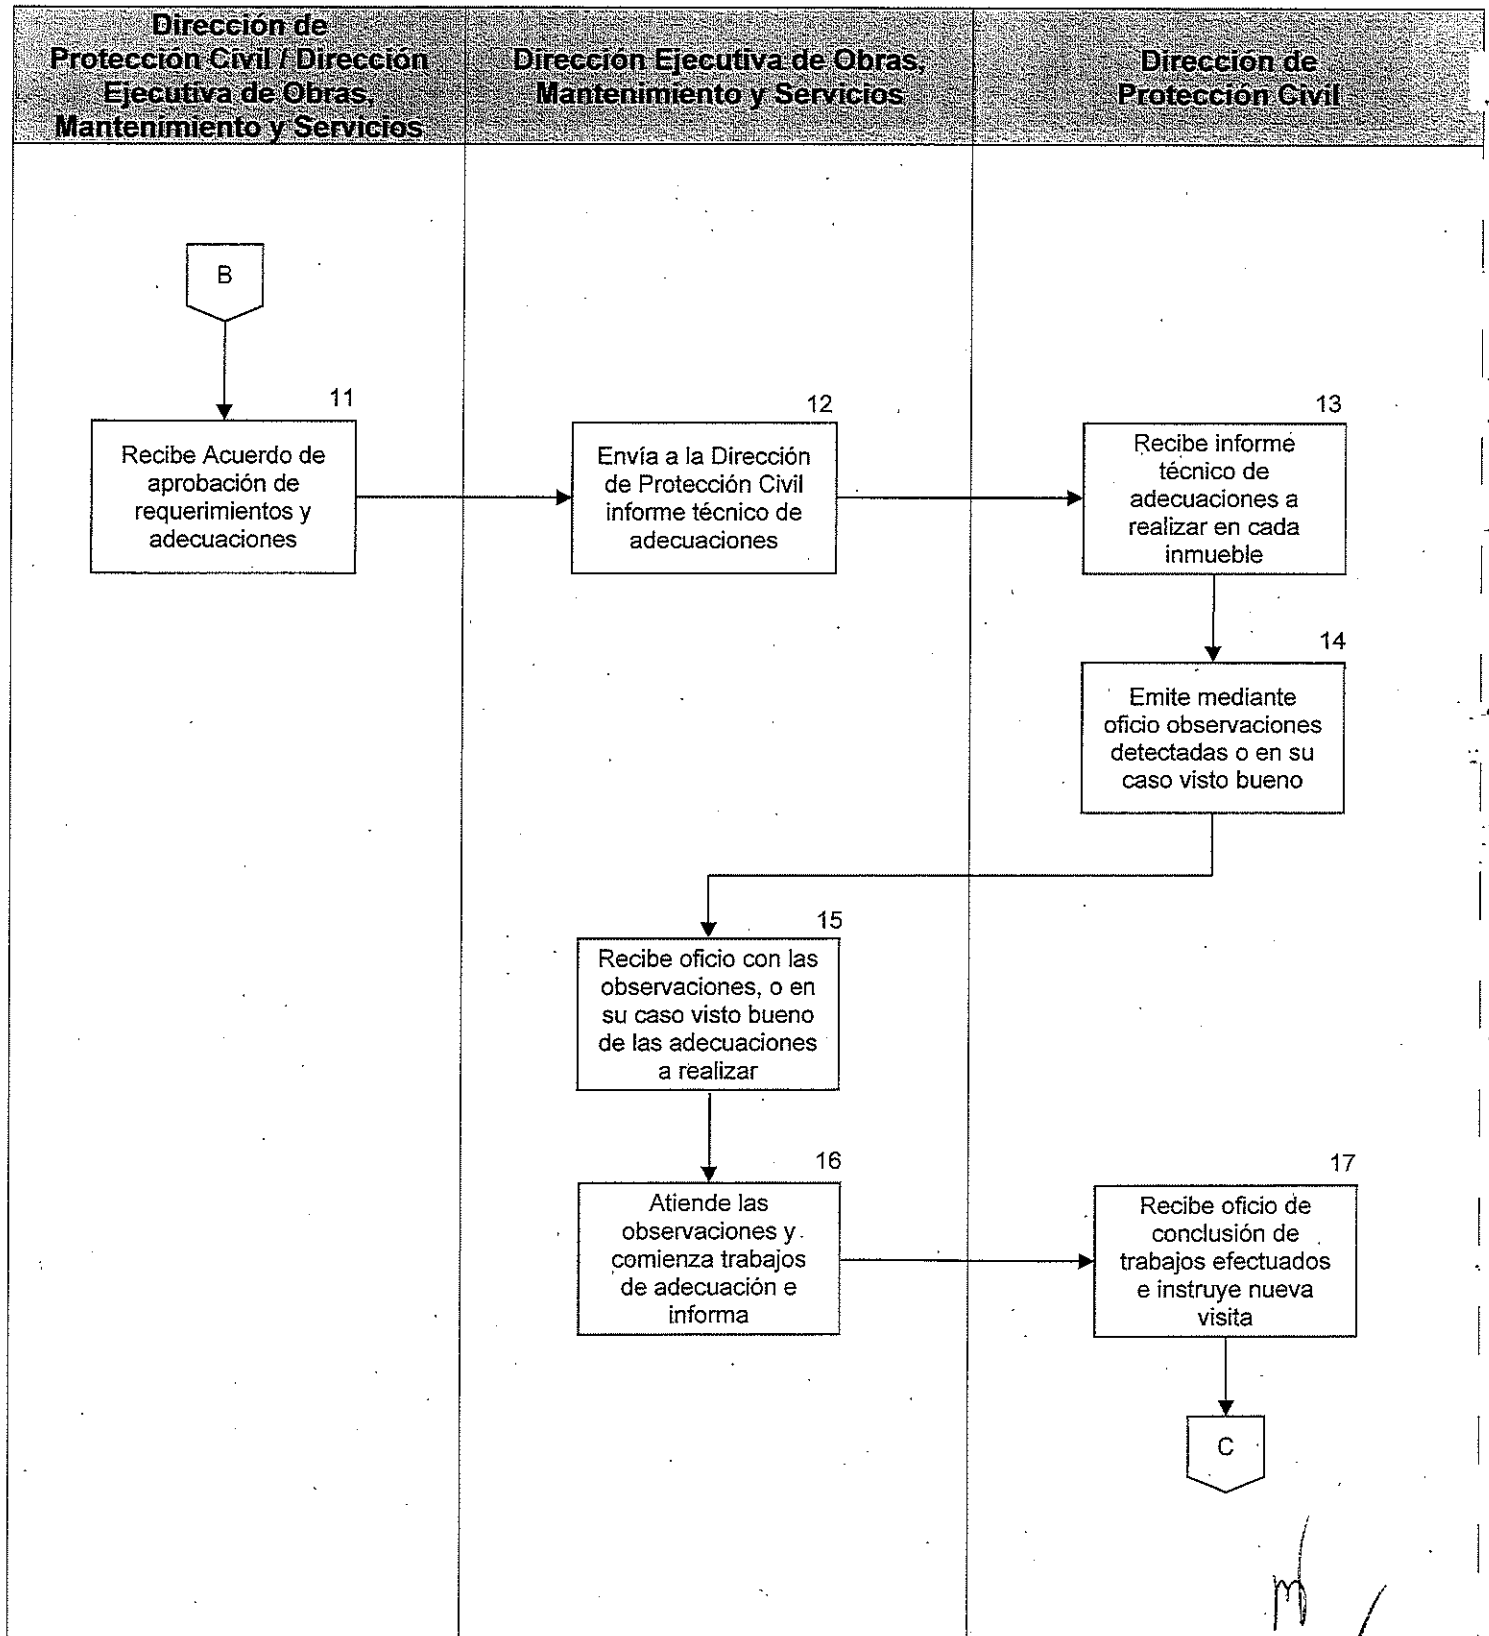 Dirección de
Protección Civil / Dirección
Ejecutiva de Obras,
Mantenimiento y Servicios
Dirección Ejecutiva de Obras,
Mantenimiento y Servicios
Dirección de
Protección Civil
B
11
Recibe Acuerdo de
aprobación de
requerimientos y
adecuaciones
12
Envía a la Dirección
de Protección Civil
informe técnico de
adecuaciones
13
Recibe informe
técnico de
adecuaciones a
realizar en cada
inmueble
14
Emite mediante
oficio observaciones
detectadas o en su
caso visto bueno
15
Recibe oficio con las
observaciones, o en
su caso visto bueno
de las adecuaciones
a realizar
16
Atiende las
observaciones y
comienza trabajos
de adecuación e
informa
17
Recibe oficio de
conclusión de
trabajos efectuados
e instruye nueva
visita
C